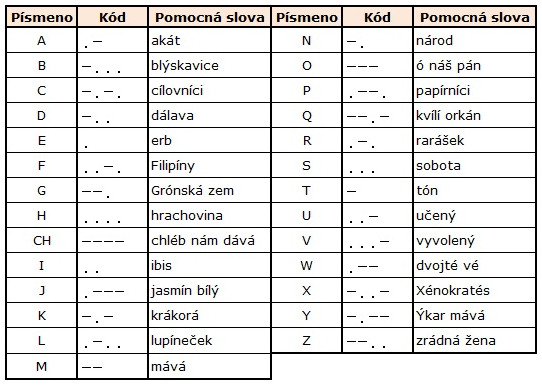 Písmeno Kód Pomocná slova Písmeno Kód Pomocná slova
A . — akát N — . národ
B — . . . blýskavice O — — — ó náš pán
C — . — . cílovníci P . — — . papírníci
D — . . dálava Q — — . — kvílí orkán
E . erb R . — . rarášek
F . . — . Filipíny S . . . sobota
G — — . Grónská zem T — tón
H . . . . hrachovina U . . — učený
CH — — — — chléb nám dává V . . . — vyvolený
I . . ibis W . — — dvojté vé
J . — — — jasmín bílý X — . . — Xénokratés
K — . — krákorá Y — . — — Ýkar mává
L . — . . lupíneček Z — — . . zrádná žena
M — — mává